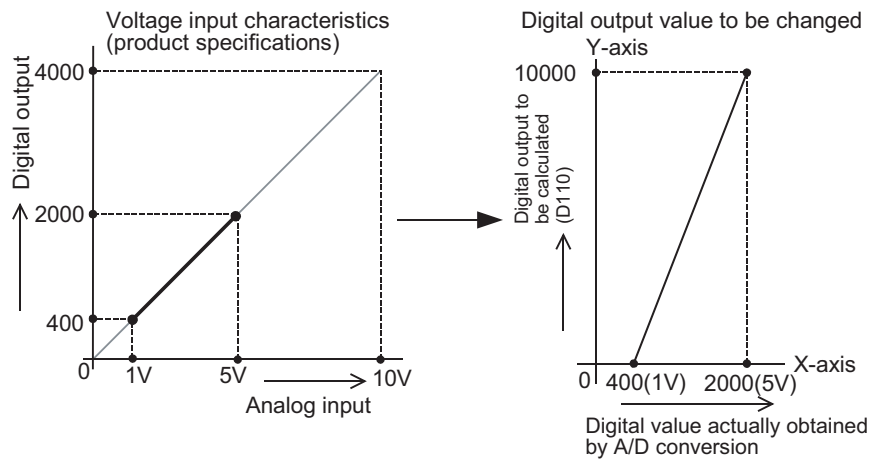 Voltage input characteristics
(product specifications)
Digital output
4000
2000
400
0
1V
5V
10V
Analog input
Digital output value to be changed
Y-axis
10000
Digital output to
be calculated
(D110)
X-axis
0
400(1V)
2000(5V)
Digital value actually obtained
by A/D conversion